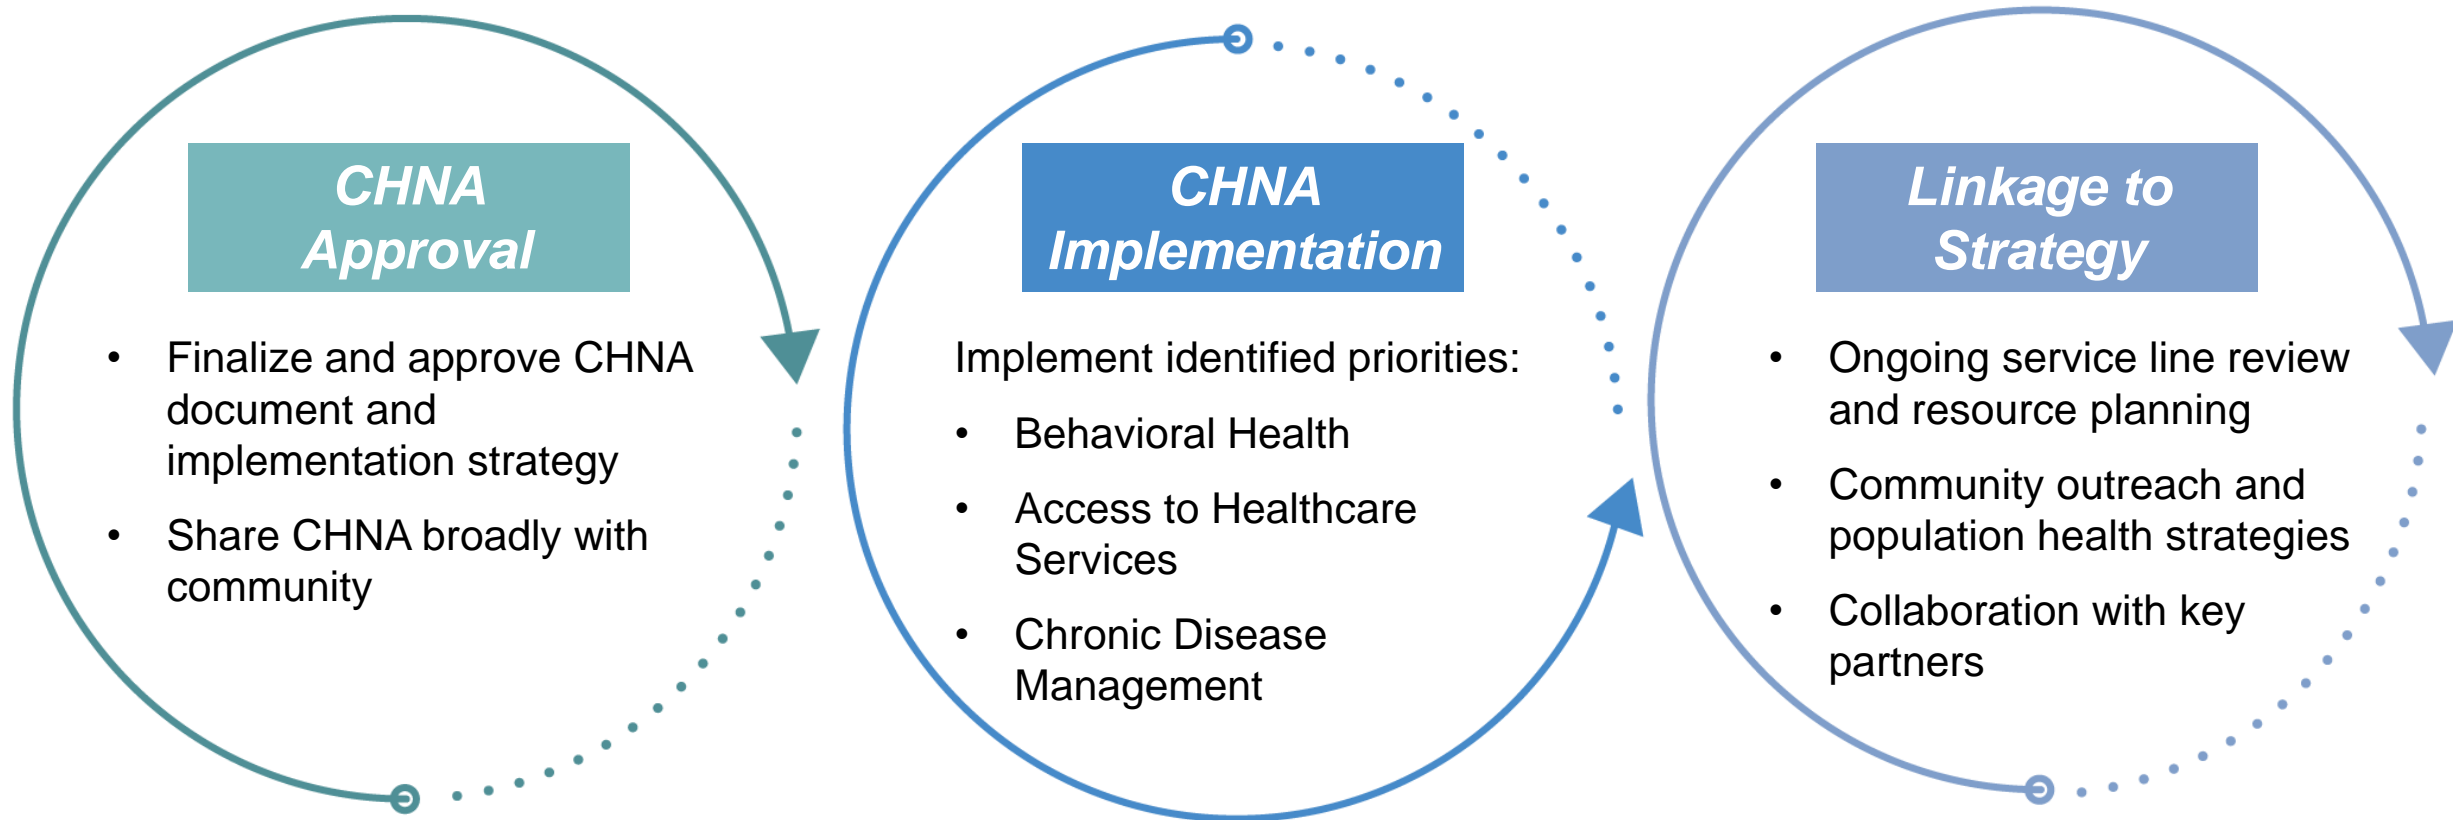 CHNA
Approval
• Finalize and approve CHNA
document and
implementation strategy
• Share CHNA broadly with
community
CHNA
Implementation
Implement identified priorities:
• Behavioral Health
• Access to Healthcare
Services
• Chronic Disease
Management
Linkage to
Strategy
• Ongoing service line review
and resource planning
• Community outreach and
population health strategies
• Collaboration with key
partners